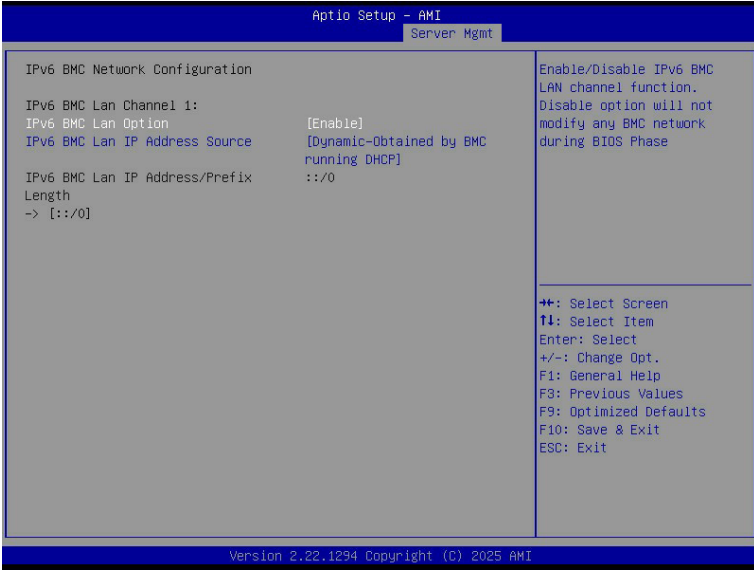 Aptio Setup - AMI
Server Mgmt
IPv6 BMC Network Configuration
IPv6 BMC Lan Channel 1:
IPv6 BMC Lan Option [Enable]
IPv6 BMC Lan IP Address Source [Dynamic-Obtained by BMC
running DHCP]
IPv6 BMC Lan IP Address/Prefix ::/0
Length
-> [::/0]
Enable/Disable IPv6 BMC
LAN channel function.
Disable option will not
modify any BMC network
during BIOS Phase
→←: Select Screen
↑↓: Select Item
Enter: Select
+/-: Change Opt.
F1: General Help
F3: Previous Values
F9: Optimized Defaults
F10: Save & Exit
ESC: Exit
Version 2.22.1294 Copyright (C) 2025 AMI